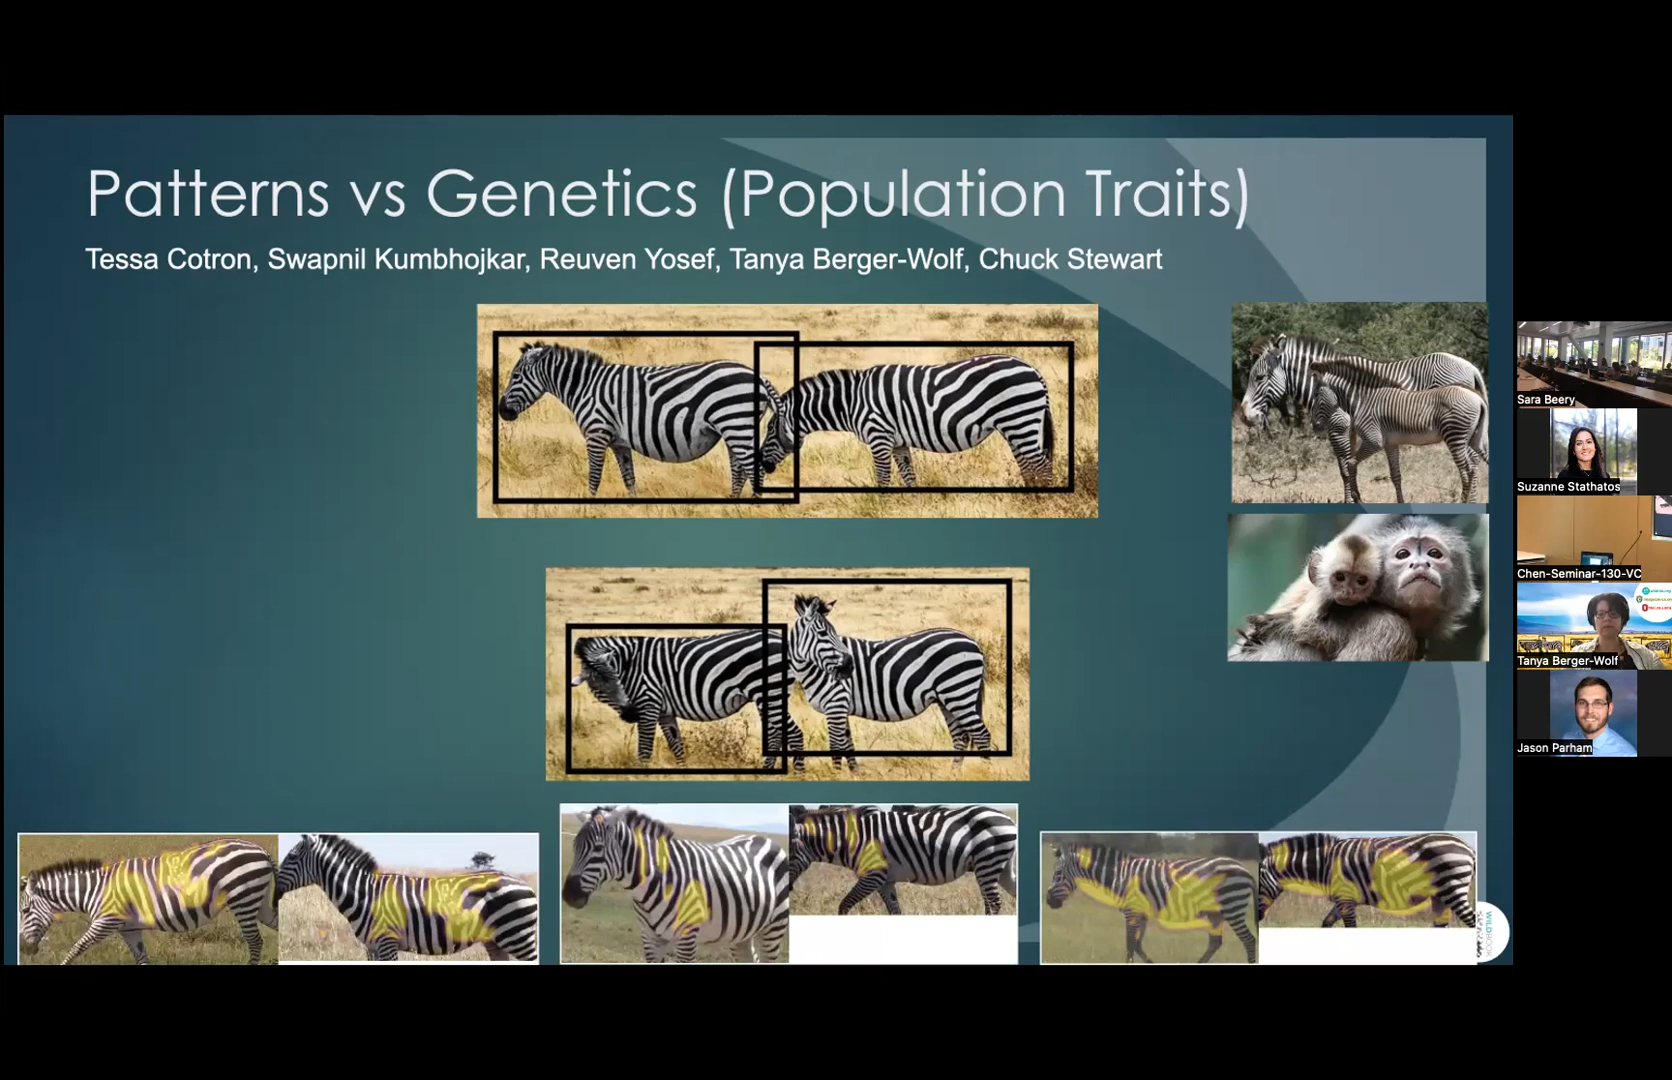 Patterns vs Genetics (Population Traits)
Tessa Cotron, Swapnil Kumbhojkar, Reuven Yosef, Tanya Berger-Wolf, Chuck Stewart
Sara Beery
Suzanne Stathatos
Chen-Seminar-130-VC
Tanya Berger-Wolf
Jason Parham
WILDBOOK